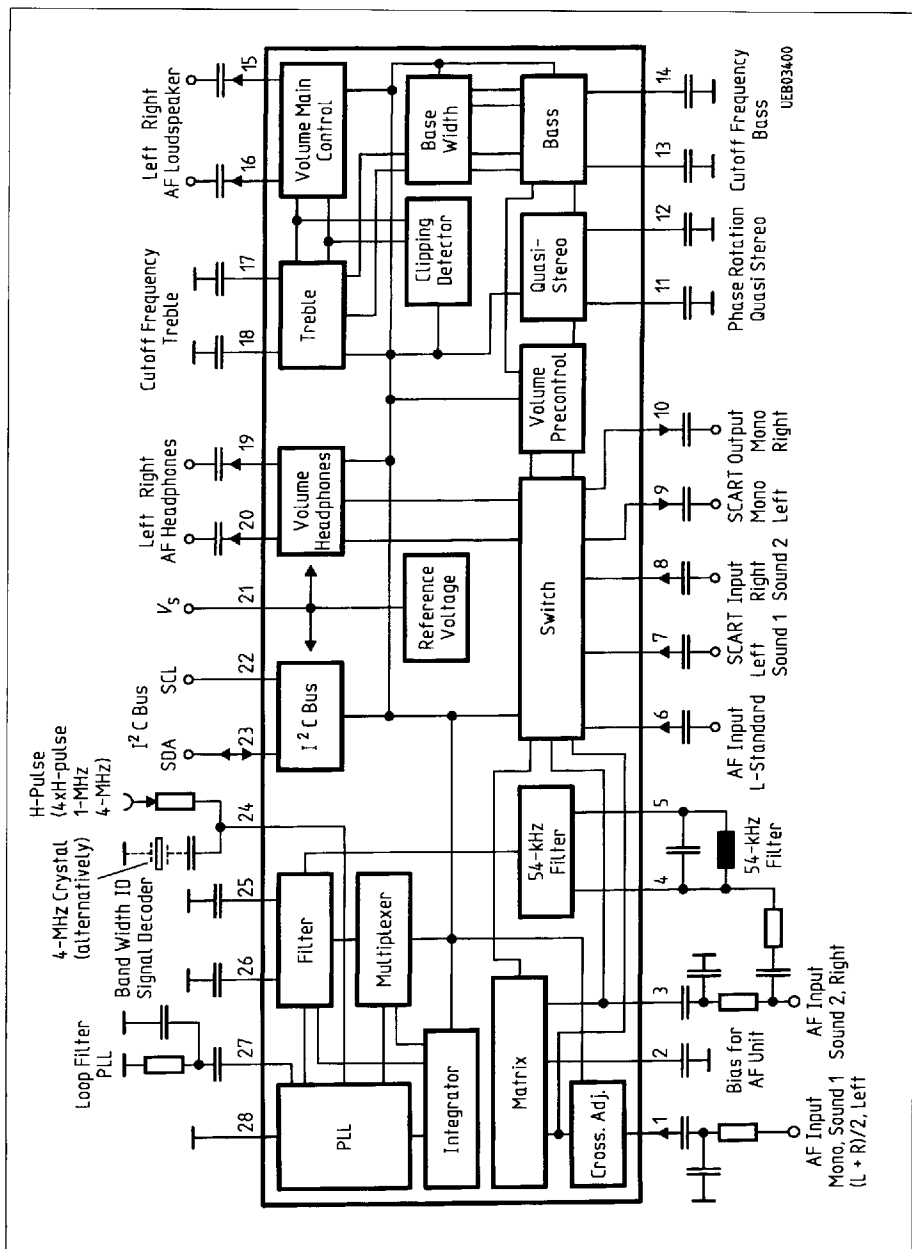 Loop Filter
PLL
Band Width ID
Signal Decoder
4-MHz Crystal
(alternatively)
H-Pulse
(4xH-pulse
1-MHz
4-MHz)
I²C Bus
SDA
SCL
VS
Left Right
AF Headphones
Cutoff Frequency
Treble
Left Right
AF Loudspeaker
28
27
26
25
24
23
22
21
20
19
18
17
16
15
PLL
Filter
Multiplexer
Integrator
I²C Bus
Reference
Voltage
Volume
Headphones
Treble
Clipping
Detector
Volume Main
Control
Base
Width
Matrix
Cross. Adj.
54-kHz
Filter
Switch
Volume
Precontrol
Quasi-
Stereo
Bass
1
2
3
4
5
6
7
8
9
10
11
12
13
14
AF Input
Mono, Sound 1
(L + R)/2, Left
Bias for
AF Unit
AF Input
Sound 2, Right
54-kHz
Filter
AF Input
L-Standard
SCART Input
Left Right
Sound 1 Sound 2
SCART Output
Mono Mono
Left Right
Phase Rotation
Quasi Stereo
Cutoff Frequency
Bass
UEB03400